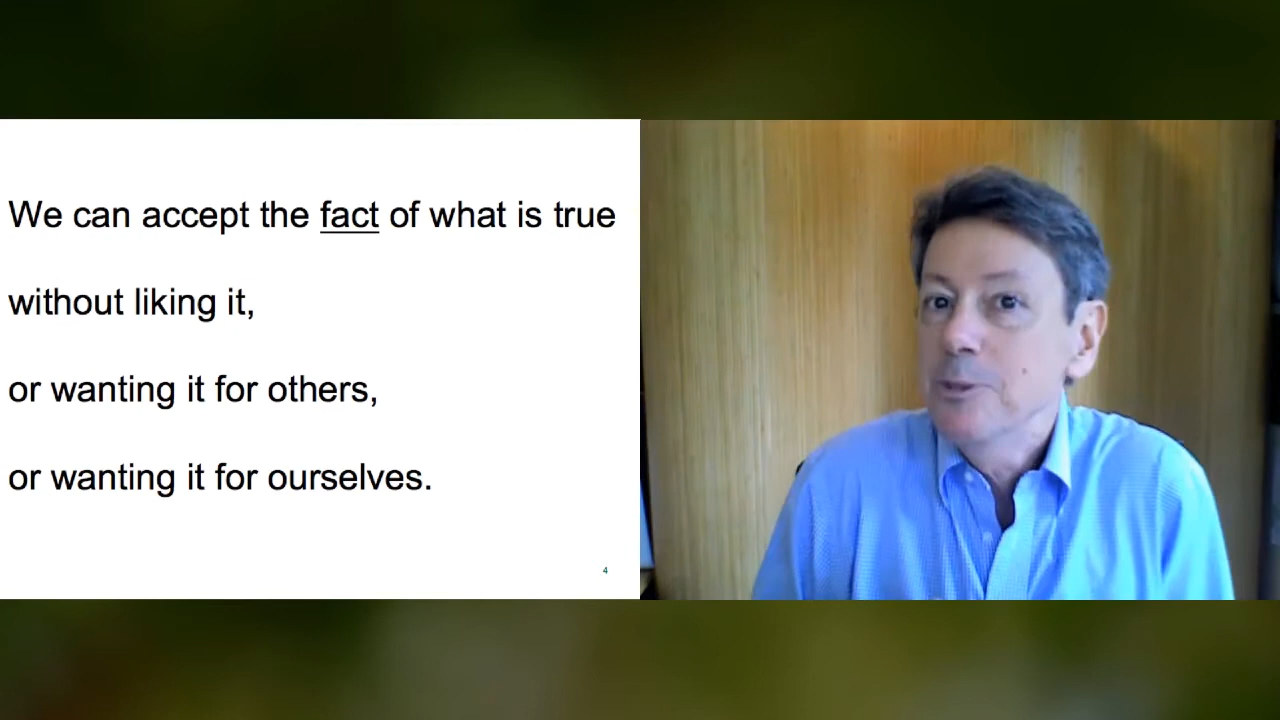 We can accept the fact of what is true
without liking it,
or wanting it for others,
or wanting it for ourselves.
4